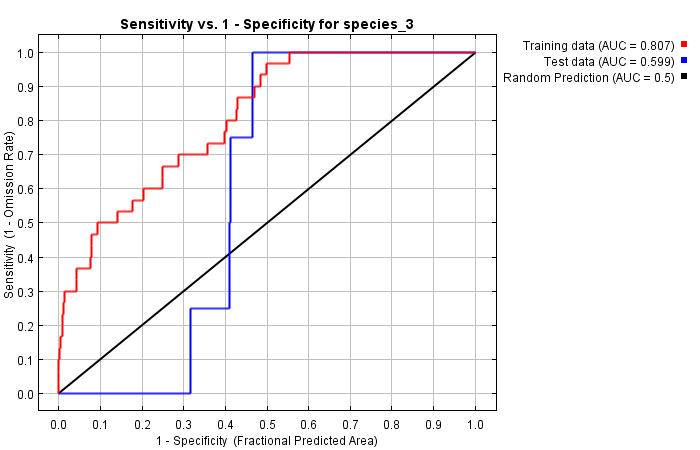 Sensitivity vs. 1 - Specificity for species_3
Training data (AUC = 0.807)
Test data (AUC = 0.599)
Random Prediction (AUC = 0.5)
Sensitivity (1 - Omission Rate)
1.0
0.9
0.8
0.7
0.6
0.5
0.4
0.3
0.2
0.1
0.0
0.0 0.1 0.2 0.3 0.4 0.5 0.6 0.7 0.8 0.9 1.0
1 - Specificity (Fractional Predicted Area)